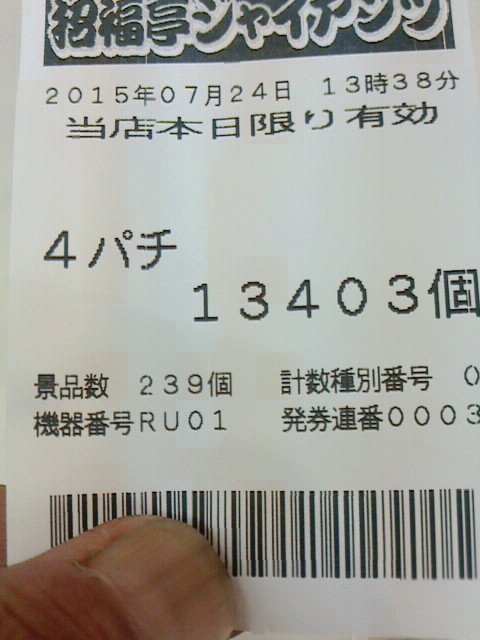 招福亭ジャイアンツ
2015年07月24日 13時38分
当店本日限り有効
4パチ
13403個
景品数 239個 計数種別番号 0
機器番号RU01 発券連番0003